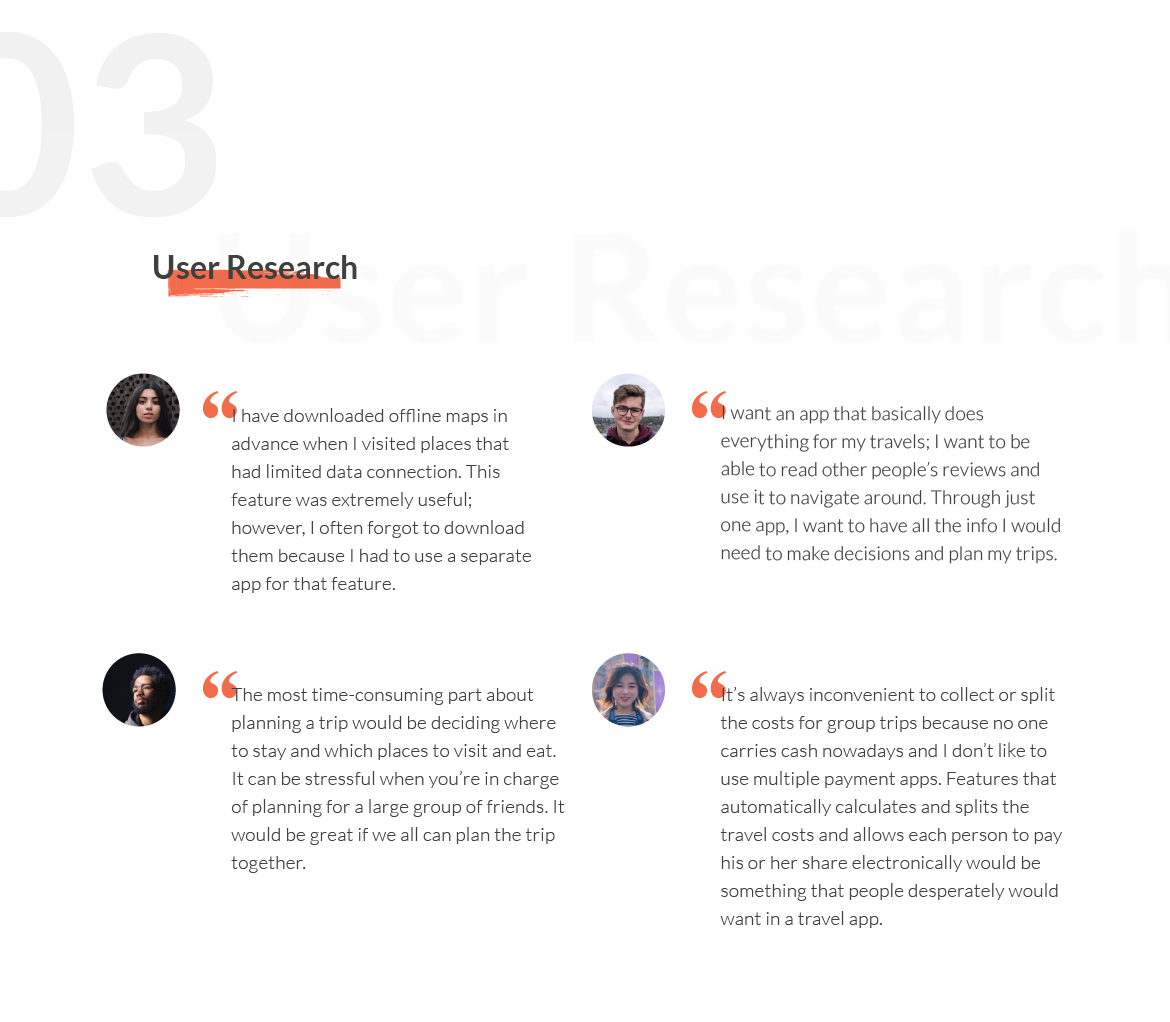 03
User Research
User Research
I have downloaded offline maps in
advance when I visited places that
had limited data connection. This
feature was extremely useful;
however, I often forgot to download
them because I had to use a separate
app for that feature.
I want an app that basically does
everything for my travels; I want to be
able to read other people’s reviews and
use it to navigate around. Through just
one app, I want to have all the info I would
need to make decisions and plan my trips.
The most time-consuming part about
planning a trip would be deciding where
to stay and which places to visit and eat.
It can be stressful when you’re in charge
of planning for a large group of friends. It
would be great if we all can plan the trip
together.
It’s always inconvenient to collect or split
the costs for group trips because no one
carries cash nowadays and I don’t like to
use multiple payment apps. Features that
automatically calculates and splits the
travel costs and allows each person to pay
his or her share electronically would be
something that people desperately would
want in a travel app.